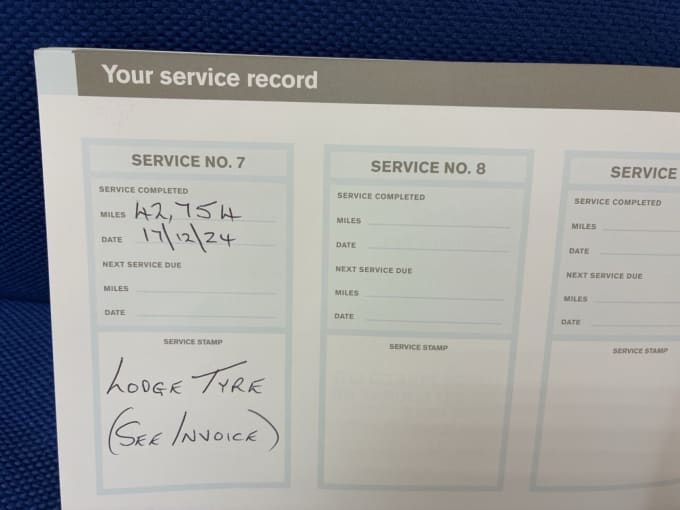 Your service record
SERVICE NO. 7
SERVICE COMPLETED
MILES 42,754
DATE 17\12\24
NEXT SERVICE DUE
MILES
DATE
SERVICE STAMP
LODGE TYRE
(SEE INVOICE)
SERVICE NO. 8
SERVICE COMPLETED
MILES
DATE
NEXT SERVICE DUE
MILES
DATE
SERVICE STAMP
SERVICE
SERVICE COMPLETED
MILES
DATE
NEXT SERVICE DUE
MILES
DATE
SERVICE STAMP